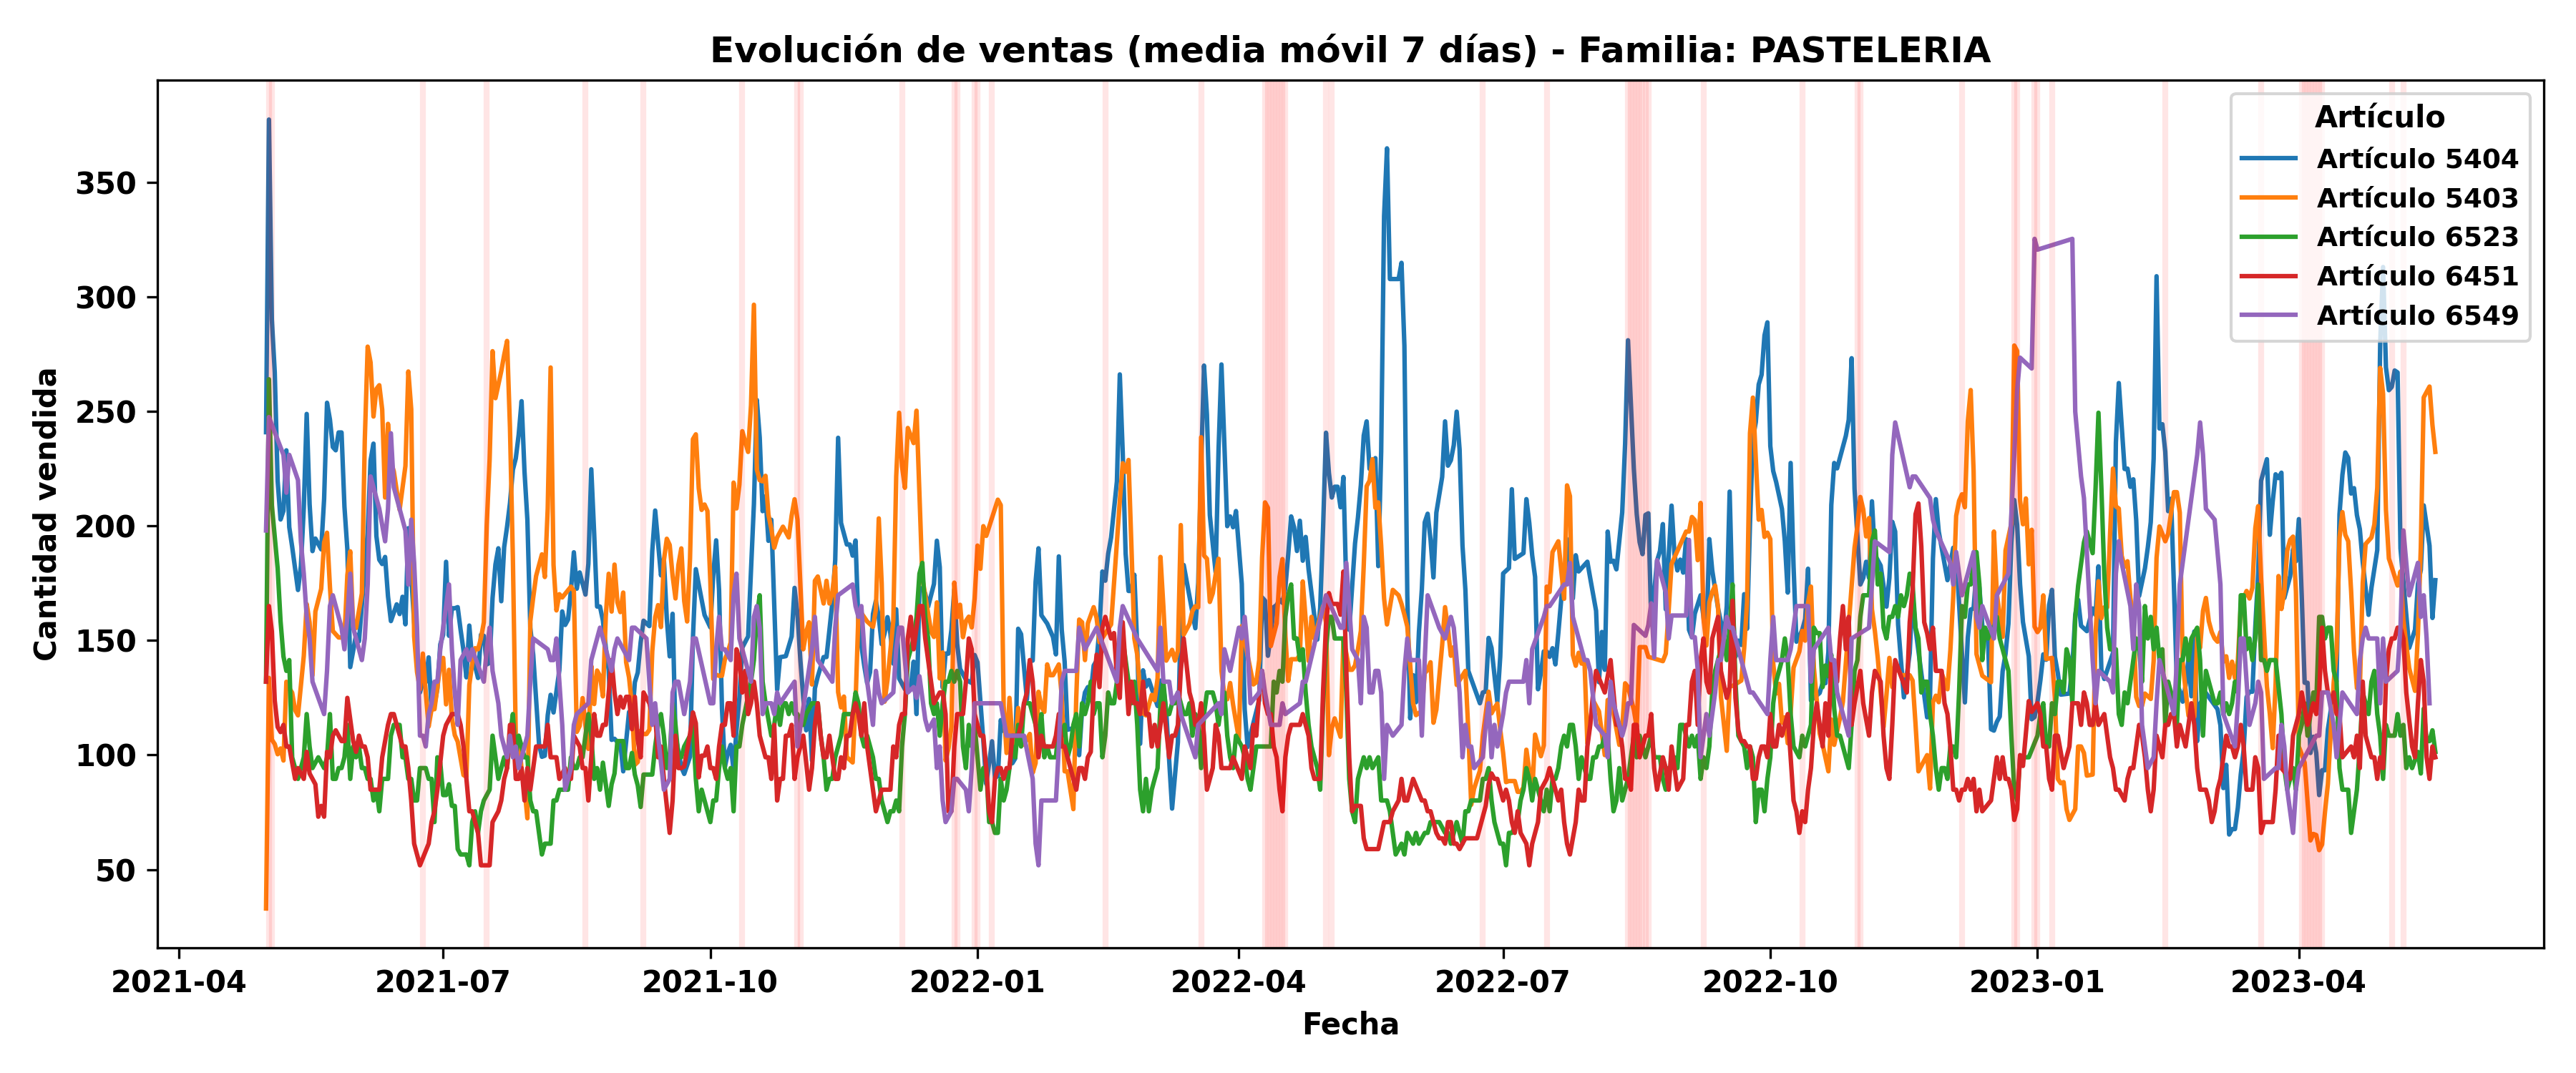 Evolución de ventas (media móvil 7 días) - Familia: PASTELERIA
Cantidad vendida
350
300
250
200
150
100
50
Artículo
Artículo 5404
Artículo 5403
Artículo 6523
Artículo 6451
Artículo 6549
2021-04
2021-07
2021-10
2022-01
2022-04
2022-07
2022-10
2023-01
2023-04
Fecha